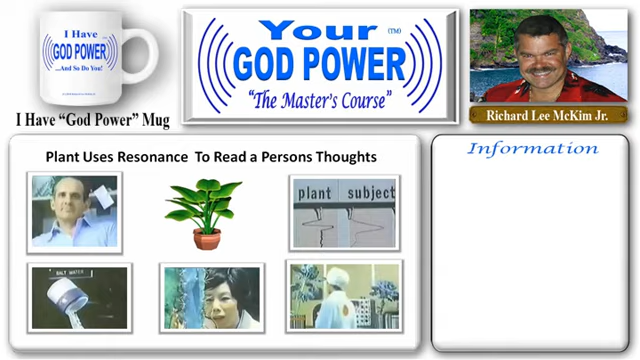 I Have ...
GOD POWER
...And So Do You!
I Have "God Power" Mug
Your (TM)
GOD POWER
"The Master's Course"
Richard Lee McKim Jr.
Plant Uses Resonance To Read a Persons Thoughts
Information
plant subject
SALT WATER